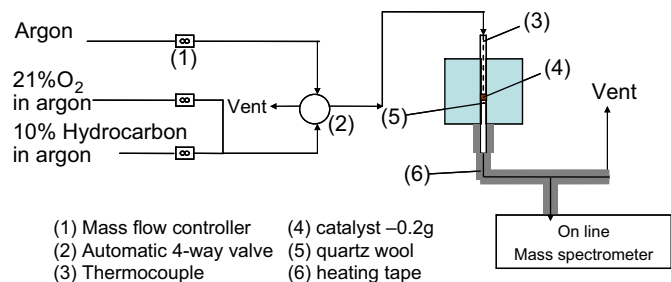 Argon
(1)
21%O2
in argon
10% Hydrocarbon
in argon
Vent
(2)
(3)
(4)
(5)
(6)
Vent
On line
Mass spectrometer
(1) Mass flow controller
(2) Automatic 4-way valve
(3) Thermocouple
(4) catalyst –0.2g
(5) quartz wool
(6) heating tape